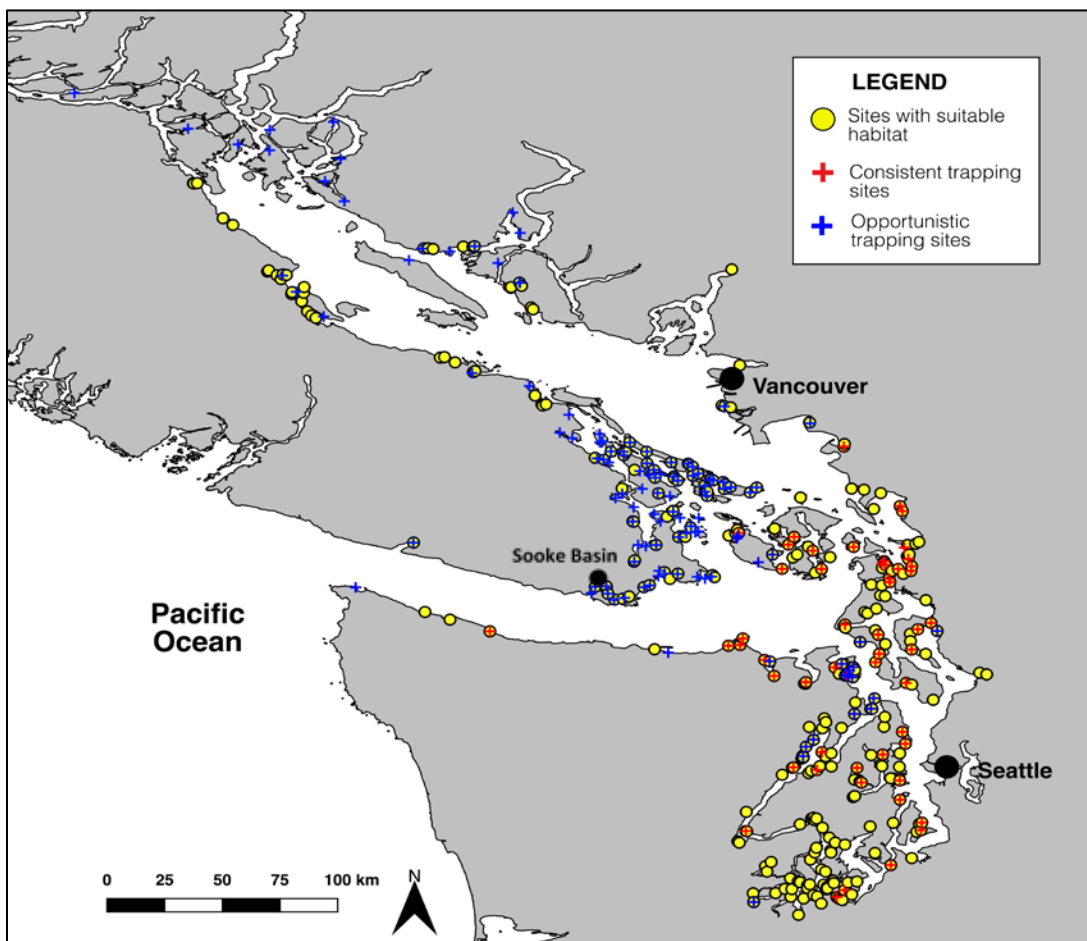 LEGEND
Sites with suitable
habitat
Consistent trapping
sites
Opportunistic
trapping sites
Vancouver
Sooke Basin
Pacific
Ocean
Seattle
0 25 50 75 100 km
N